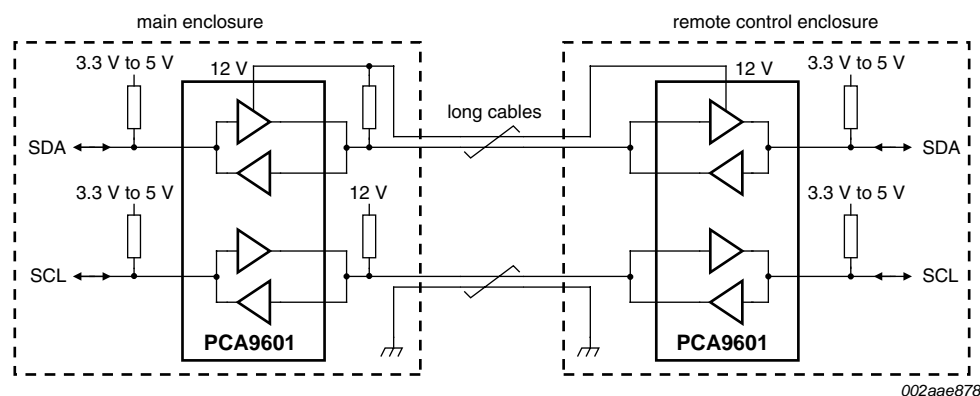 main enclosure
remote control enclosure
3.3 V to 5 V
12 V
12 V
3.3 V to 5 V
long cables
SDA
SDA
3.3 V to 5 V
12 V
3.3 V to 5 V
SCL
SCL
PCA9601
PCA9601
002aae878